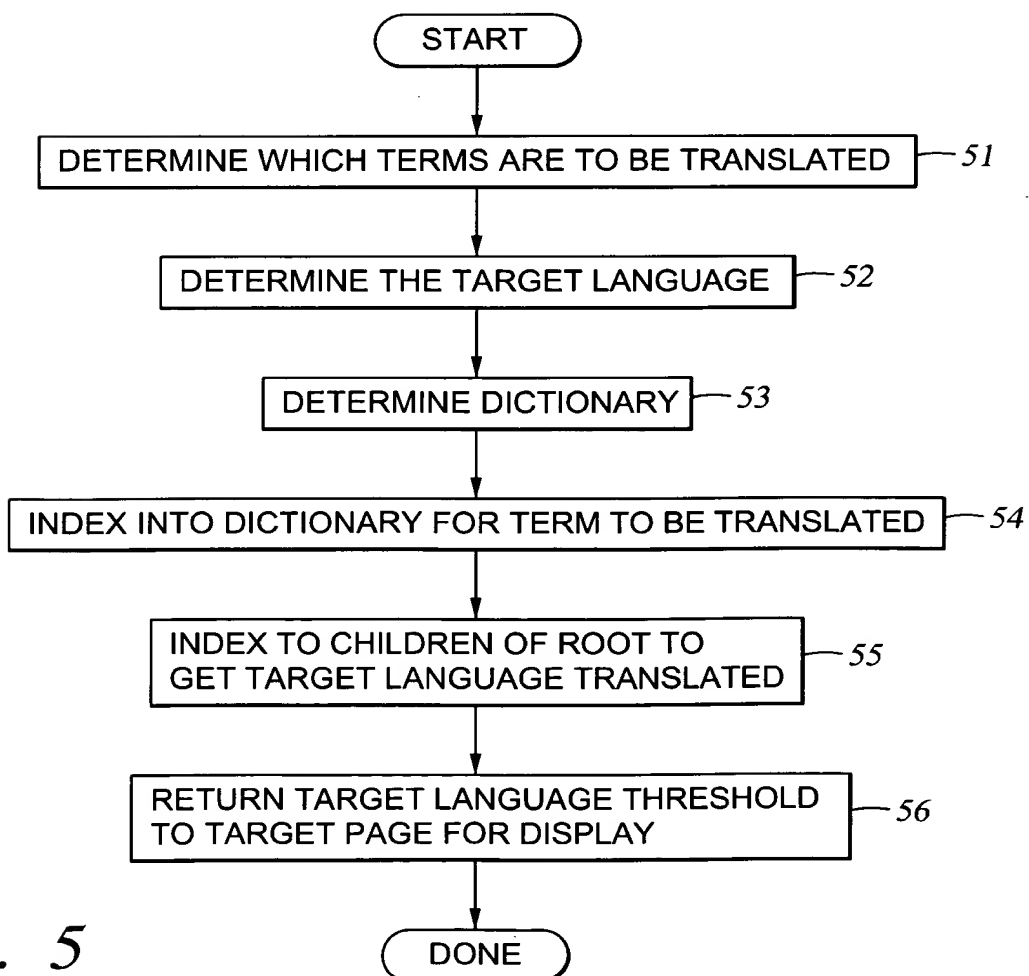 START
DETERMINE WHICH TERMS ARE TO BE TRANSLATED 51
DETERMINE THE TARGET LANGUAGE 52
DETERMINE DICTIONARY 53
INDEX INTO DICTIONARY FOR TERM TO BE TRANSLATED 54
INDEX TO CHILDREN OF ROOT TO
GET TARGET LANGUAGE TRANSLATED 55
RETURN TARGET LANGUAGE THRESHOLD
TO TARGET PAGE FOR DISPLAY 56
DONE
. 5